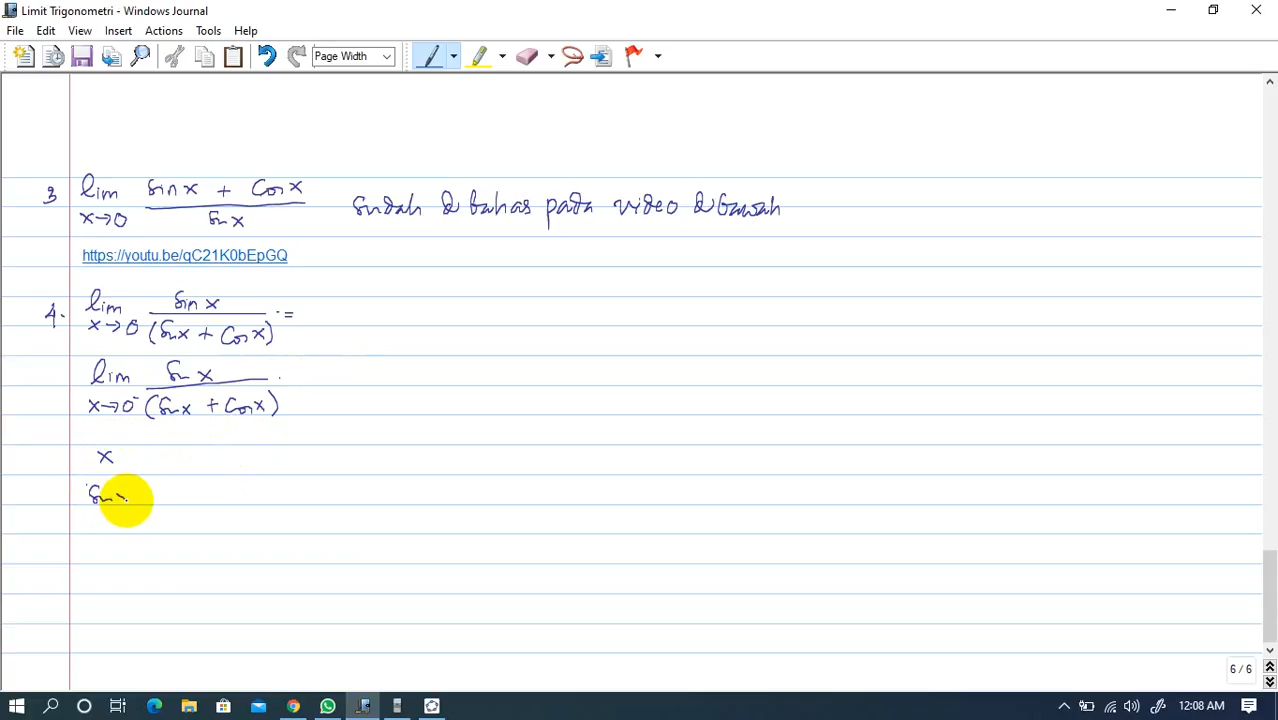 Limit Trigonometri - Windows Journal
File Edit View Insert Actions Tools Help
Page Width
3 lim x→0 sin x + Cos x / sin x sudah di bahas pada video di bawah
https://youtu.be/qC21K0bEpGQ
4. lim x→0 sin x / (sin x + Cos x) =
lim x→0⁻ sin x / (sin x + Cos x)
x
sin x
6 / 6
12:08 AM